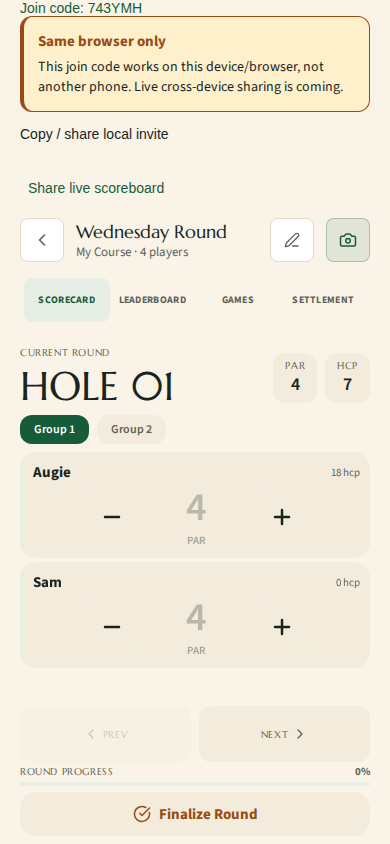 Join code: 743YMH
Same browser only
This join code works on this device/browser, not
another phone. Live cross-device sharing is coming.
Copy / share local invite
Share live scoreboard
Wednesday Round
My Course · 4 players
SCORECARD LEADERBOARD GAMES SETTLEMENT
CURRENT ROUND
HOLE 01
PAR
4
HCP
7
Group 1 Group 2
Augie 18 hcp
− 4 +
PAR
Sam 0 hcp
− 4 +
PAR
PREV NEXT
ROUND PROGRESS 0%
Finalize Round